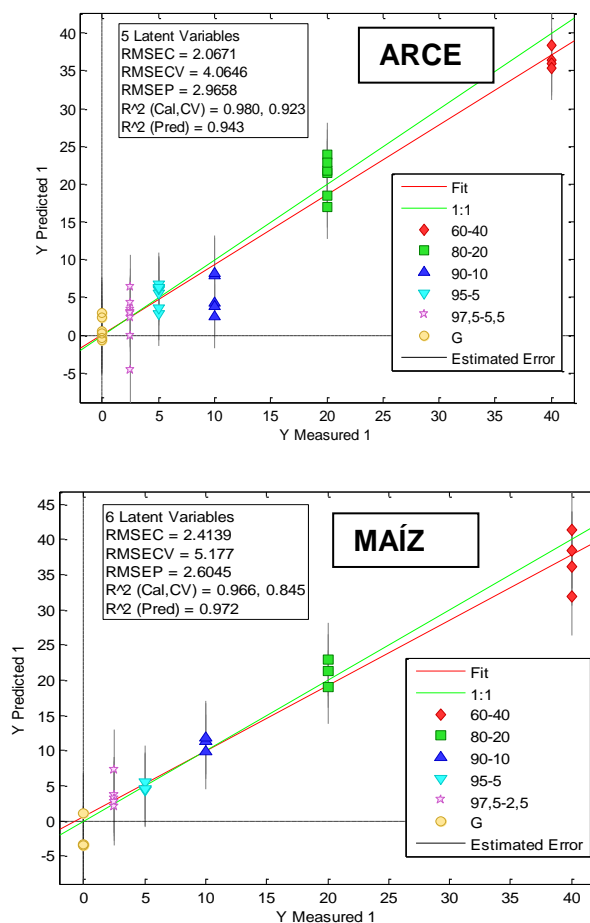 5 Latent Variables
RMSEC = 2.0671
RMSECV = 4.0646
RMSEP = 2.9658
R^2 (Cal,CV) = 0.980, 0.923
R^2 (Pred) = 0.943
ARCE
40
35
30
25
20
15
10
5
0
-5
Y Predicted 1
Fit
1:1
60-40
80-20
90-10
95-5
97,5-5,5
G
Estimated Error
0 5 10 15 20 25 30 35 40
Y Measured 1
6 Latent Variables
RMSEC = 2.4139
RMSECV = 5.177
RMSEP = 2.6045
R^2 (Cal,CV) = 0.966, 0.845
R^2 (Pred) = 0.972
MAÍZ
45
40
35
30
25
20
15
10
5
0
-5
Y Predicted 1
Fit
1:1
60-40
80-20
90-10
95-5
97,5-2,5
G
Estimated Error
0 5 10 15 20 25 30 35 40
Y Measured 1